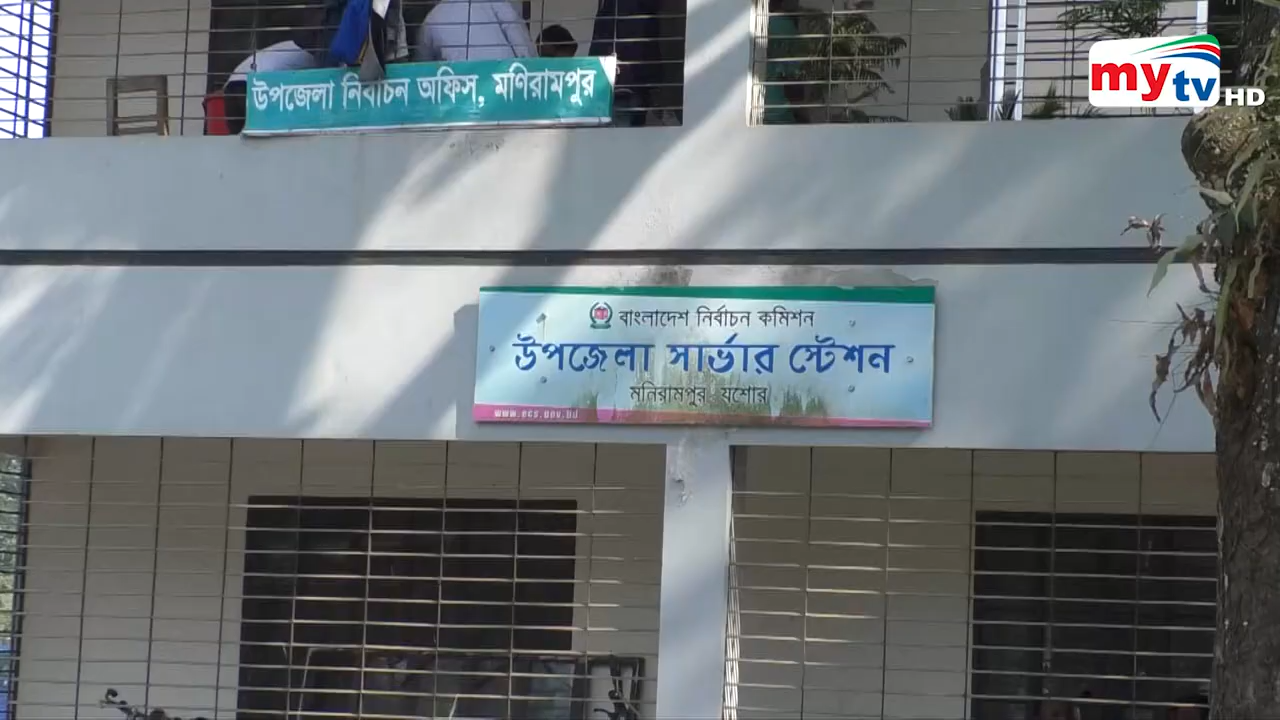 উপজেলা নির্বাচন অফিস, মণিরামপুর
mytv HD
বাংলাদেশ নির্বাচন কমিশন
উপজেলা সার্ভার স্টেশন
মনিরামপুর, যশোর
www.ecs.gov.bd